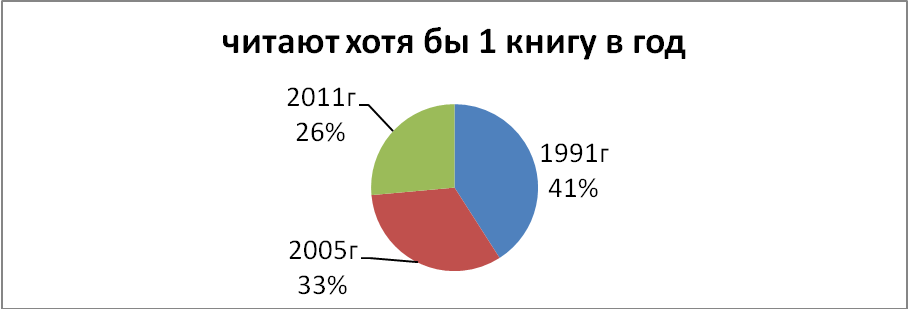 читают хотя бы 1 книгу в год
2011г
26%
1991г
41%
2005г
33%